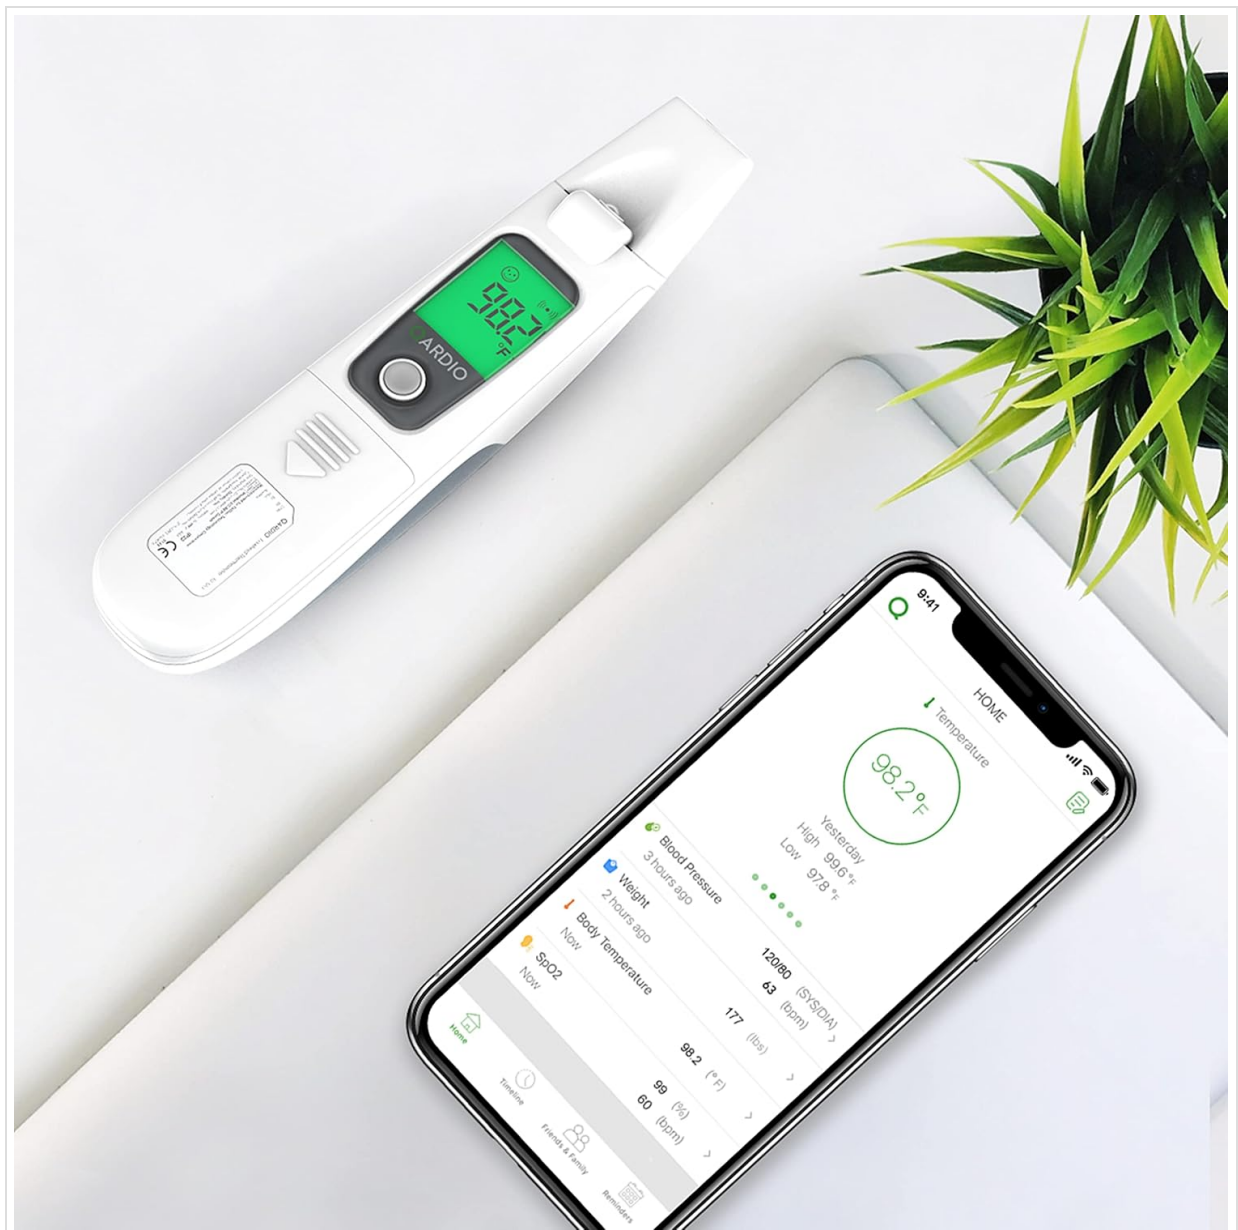 98.2
°F
QARDIO
CE
9:41
HOME
Temperature
98.2°F
Yesterday
High 99.6°F
Low 97.8 °F
Blood Pressure
3 hours ago
120/80 (SYS/DIA)
63 (bpm)
Weight
2 hours ago
177 (lbs)
Body Temperature
Now
98.2 (°F)
SpO2
Now
99 (%)
60 (bpm)
Home
Timeline
Friends & Family
Reminders